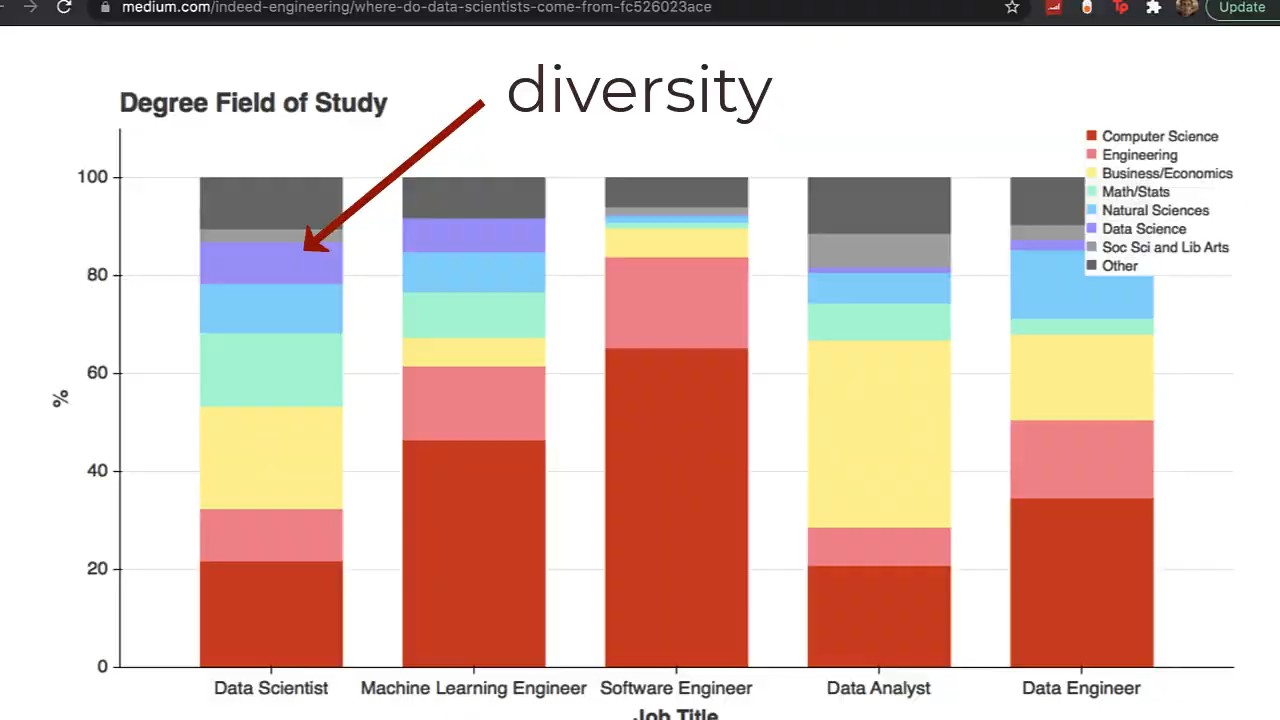 medium.com/indeed-engineering/where-do-data-scientists-come-from-fc526023ace
Update
diversity
Degree Field of Study
Computer Science
Engineering
Business/Economics
Math/Stats
Natural Sciences
Data Science
Soc Sci and Lib Arts
Other
100
80
60
40
20
0
%
Data Scientist
Machine Learning Engineer
Software Engineer
Data Analyst
Data Engineer
Job Title